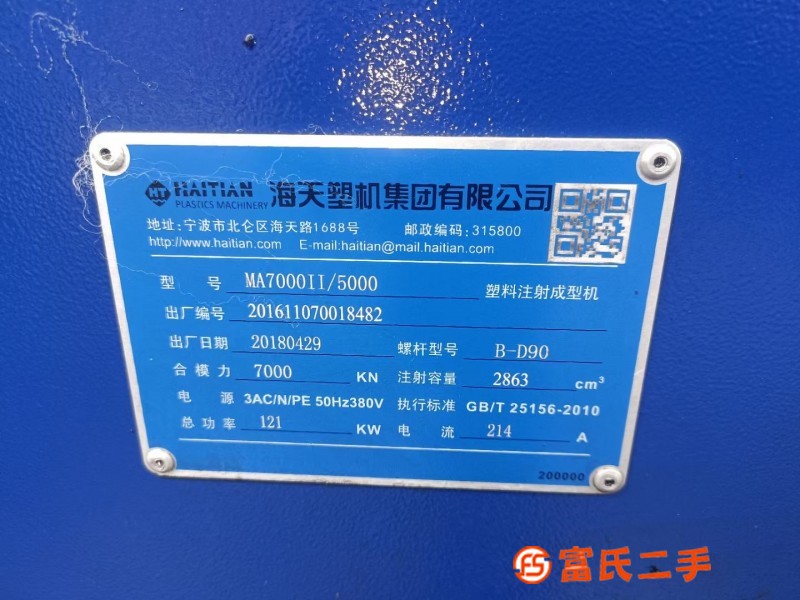 HAITIAN PLASTICS MACHINERY 海天塑机集团有限公司
地址:宁波市北仑区海天路1688号 邮政编码:315800
http://www.haitian.com E-mail:haitian@mail.haitian.com
型 号 MA7000II/5000 塑料注射成型机
出厂编号 201611070018482
出厂日期 20180429 螺杆型号 B-D90
合模力 7000 KN 注射容量 2863 cm³
电 源 3AC/N/PE 50Hz380V 执行标准 GB/T 25156-2010
总功率 121 KW 电 流 214 A
200000
富氏二手